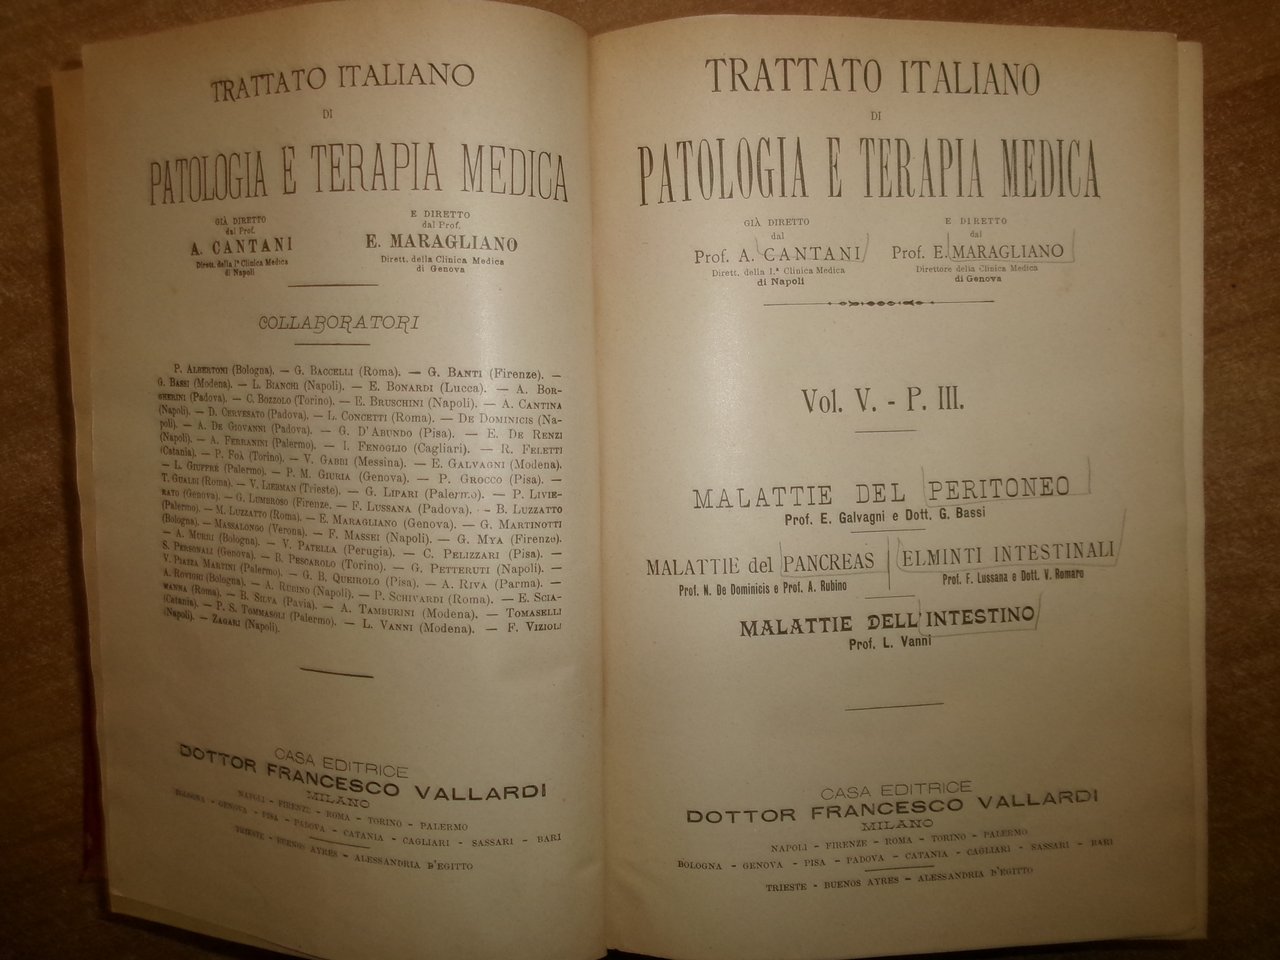 TRATTATO ITALIANO
DI
PATOLOGIA E TERAPIA MEDICA
GIÀ DIRETTO
dal Prof.
A. CANTANI
Dirett. della Iª Clinica Medica
di Napoli
E DIRETTO
dal Prof.
E. MARAGLIANO
Dirett. della Clinica Medica
di Genova
COLLABORATORI
P. Albertoni (Bologna). — G. Baccelli (Roma). — G. Banti (Firenze). —
G. Bassi (Modena). — L. Bianchi (Napoli). — E. Bonardi (Lucca). — A. Bor-
gherini (Padova). — C. Bozzolo (Torino). — E. Bruschini (Napoli). — A. Cantina
(Napoli). — D. Cervesato (Padova). — L. Concetti (Roma). — De Dominicis (Na-
poli). — A. De Giovanni (Padova). — G. D'Abundo (Pisa). — E. De Renzi
(Napoli). — A. Ferranini (Palermo). — I. Fenoglio (Cagliari). — R. Feletti
(Catania). — P. Foà (Torino). — V. Gabbi (Messina). — E. Galvagni (Modena).
— L. Giuffrè (Palermo). — P. M. Giuria (Genova). — P. Grocco (Pisa). —
T. Gualdi (Roma). — V. Liebman (Trieste). — G. Lipari (Palermo). — P. Livie-
rato (Genova). — G. Lumbroso (Firenze. — F. Lussana (Padova). — B. Luzzatto
(Palermo). — M. Luzzatto (Roma). — E. Maragliano (Genova). — G. Martinotti
(Bologna). — Massalongo (Verona). — F. Massei (Napoli). — G. Mya (Firenze).
— A. Murri (Bologna). — V. Patella (Perugia). — C. Pelizzari (Pisa). —
S. Personali (Genova). — R. Pescarolo (Torino). — G. Petteruti (Napoli). —
V. Piazza Martini (Palermo). — G. B. Queirolo (Pisa). — A. Riva (Parma). —
A. Rovighi (Bologna). — A. Rubino (Napoli). — P. Schivardi (Roma). — E. Scia-
manna (Roma). — B. Silva (Pavia). — A. Tamburini (Modena). — Tomaselli
(Catania). — P. S. Tommasoli (Palermo). — L. Vanni (Modena). — F. Vizioli
(Napoli). — Zagari (Napoli).
CASA EDITRICE
DOTTOR FRANCESCO VALLARDI
MILANO
NAPOLI - FIRENZE - ROMA - TORINO - PALERMO
BOLOGNA - GENOVA - PISA - PADOVA - CATANIA - CAGLIARI - SASSARI - BARI
TRIESTE - BUENOS AYRES - ALESSANDRIA D'EGITTO
TRATTATO ITALIANO
DI
PATOLOGIA E TERAPIA MEDICA
GIÀ DIRETTO
dal
Prof. A. CANTANI
Dirett. della I.ª Clinica Medica
di Napoli
E DIRETTO
dal
Prof. E. MARAGLIANO
Direttore della Clinica Medica
di Genova
Vol. V. - P. III.
MALATTIE DEL PERITONEO
Prof. E. Galvagni e Dott. G. Bassi
MALATTIE del PANCREAS
Prof. N. De Dominicis e Prof. A. Rubino
ELMINTI INTESTINALI
Prof. F. Lussana e Dott. V. Romaro
MALATTIE DELL'INTESTINO
Prof. L. Vanni
CASA EDITRICE
DOTTOR FRANCESCO VALLARDI
MILANO
NAPOLI - FIRENZE - ROMA - TORINO - PALERMO
BOLOGNA - GENOVA - PISA - PADOVA - CATANIA - CAGLIARI - SASSARI - BARI
TRIESTE - BUENOS AYRES - ALESSANDRIA D'EGITTO